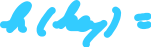 h(key) =